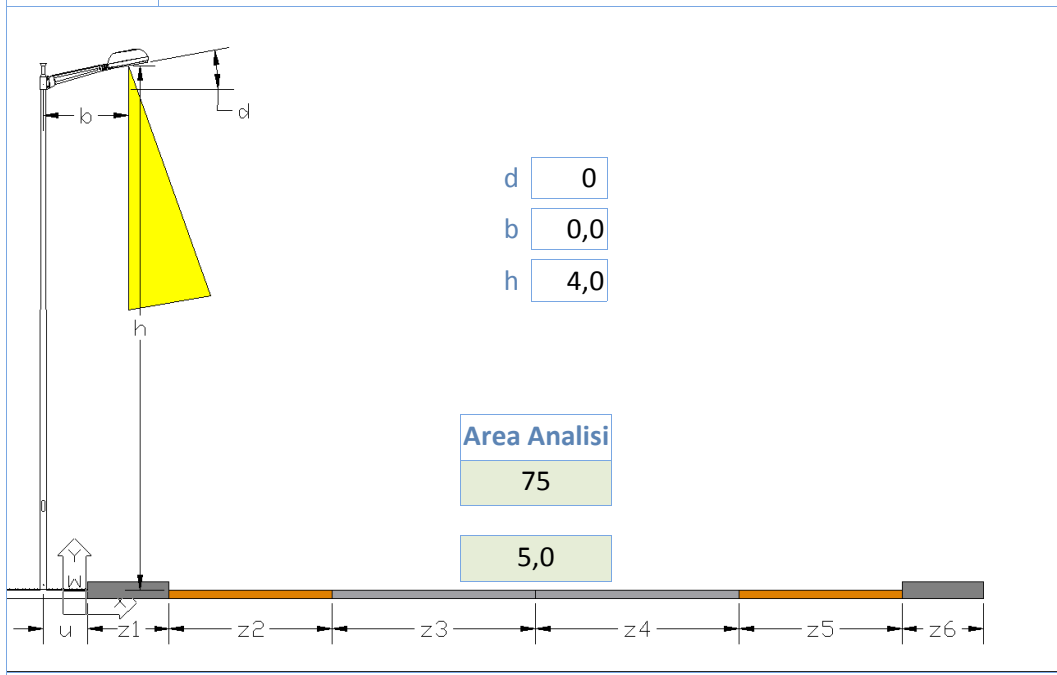 b
d
d 0
b 0,0
h 4,0
h
Area Analisi
75
5,0
Y
W
X
u z1 z2 z3 z4 z5 z6